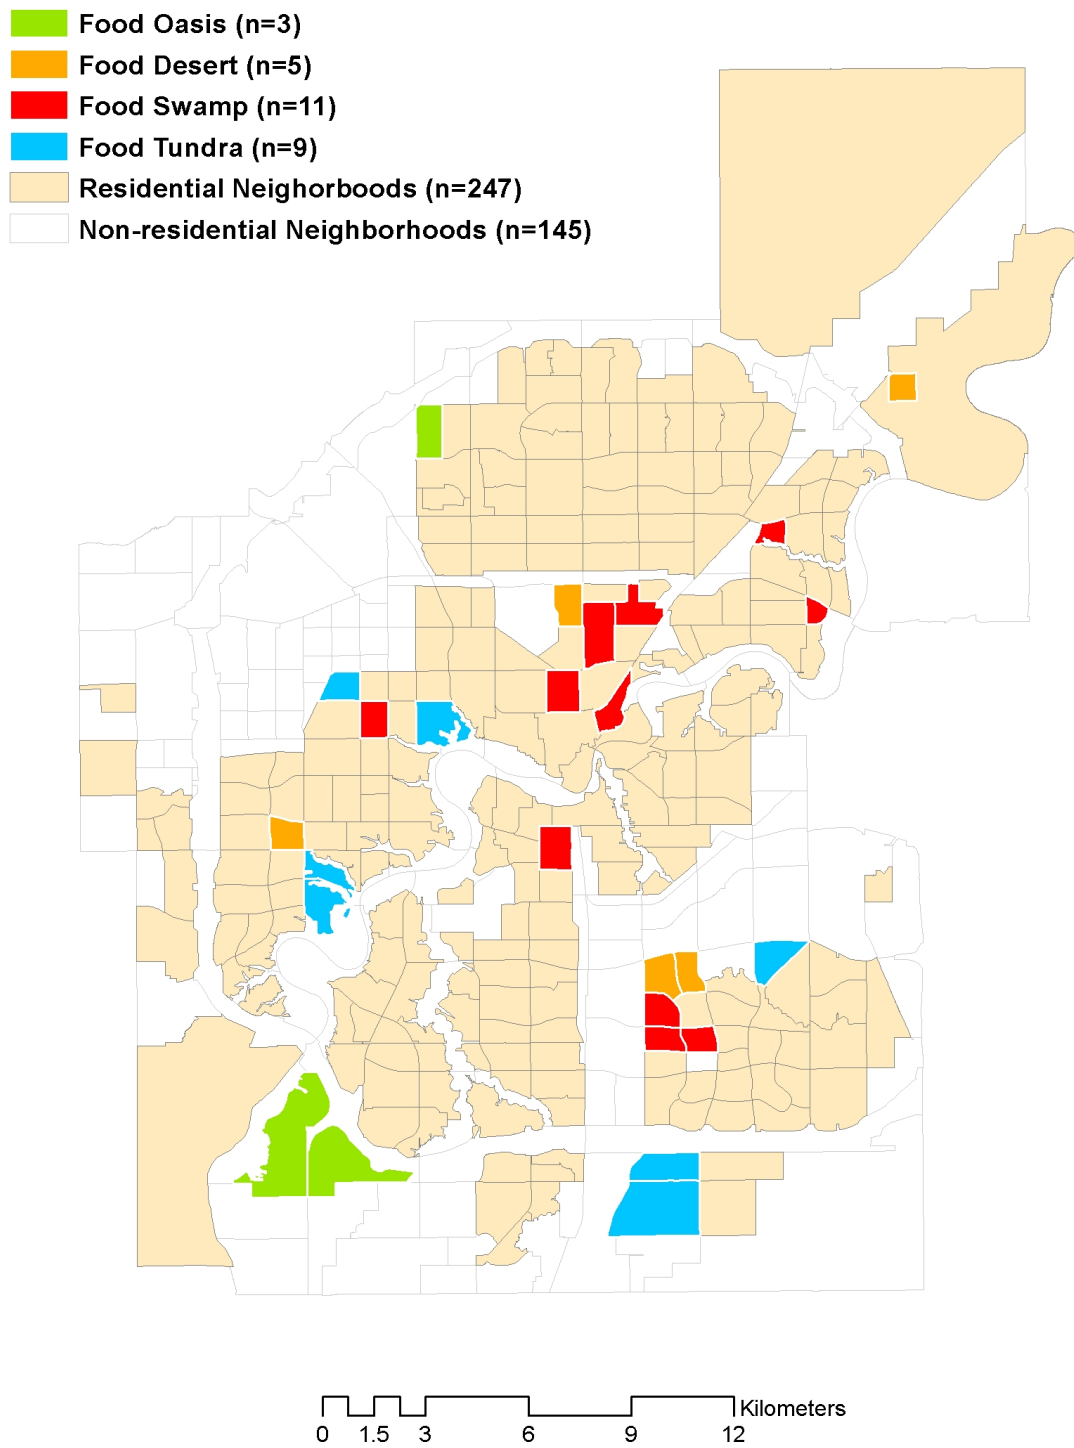 Food Oasis (n=3)
Food Desert (n=5)
Food Swamp (n=11)
Food Tundra (n=9)
Residential Neighorboods (n=247)
Non-residential Neighborhoods (n=145)
Kilometers
0 1.5 3 6 9 12